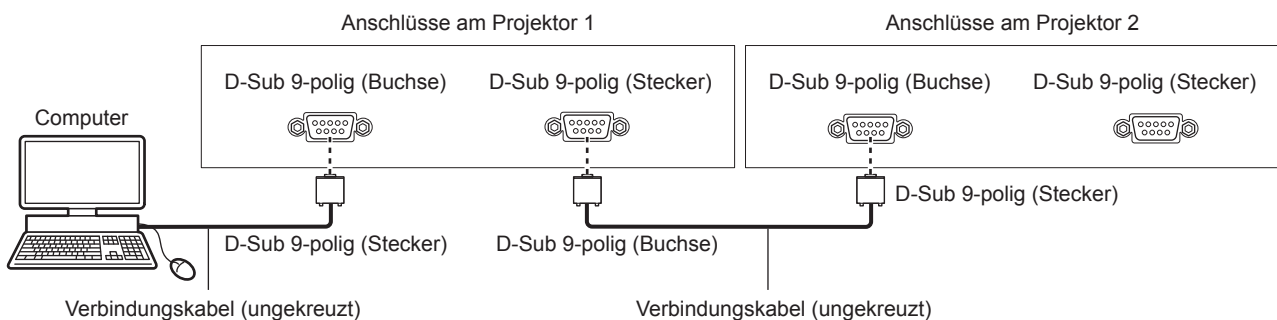 Anschlüsse am Projektor 1
Anschlüsse am Projektor 2
D-Sub 9-polig (Buchse)
D-Sub 9-polig (Stecker)
D-Sub 9-polig (Buchse)
D-Sub 9-polig (Stecker)
Computer
D-Sub 9-polig (Stecker)
D-Sub 9-polig (Stecker)
D-Sub 9-polig (Buchse)
Verbindungskabel (ungekreuzt)
Verbindungskabel (ungekreuzt)